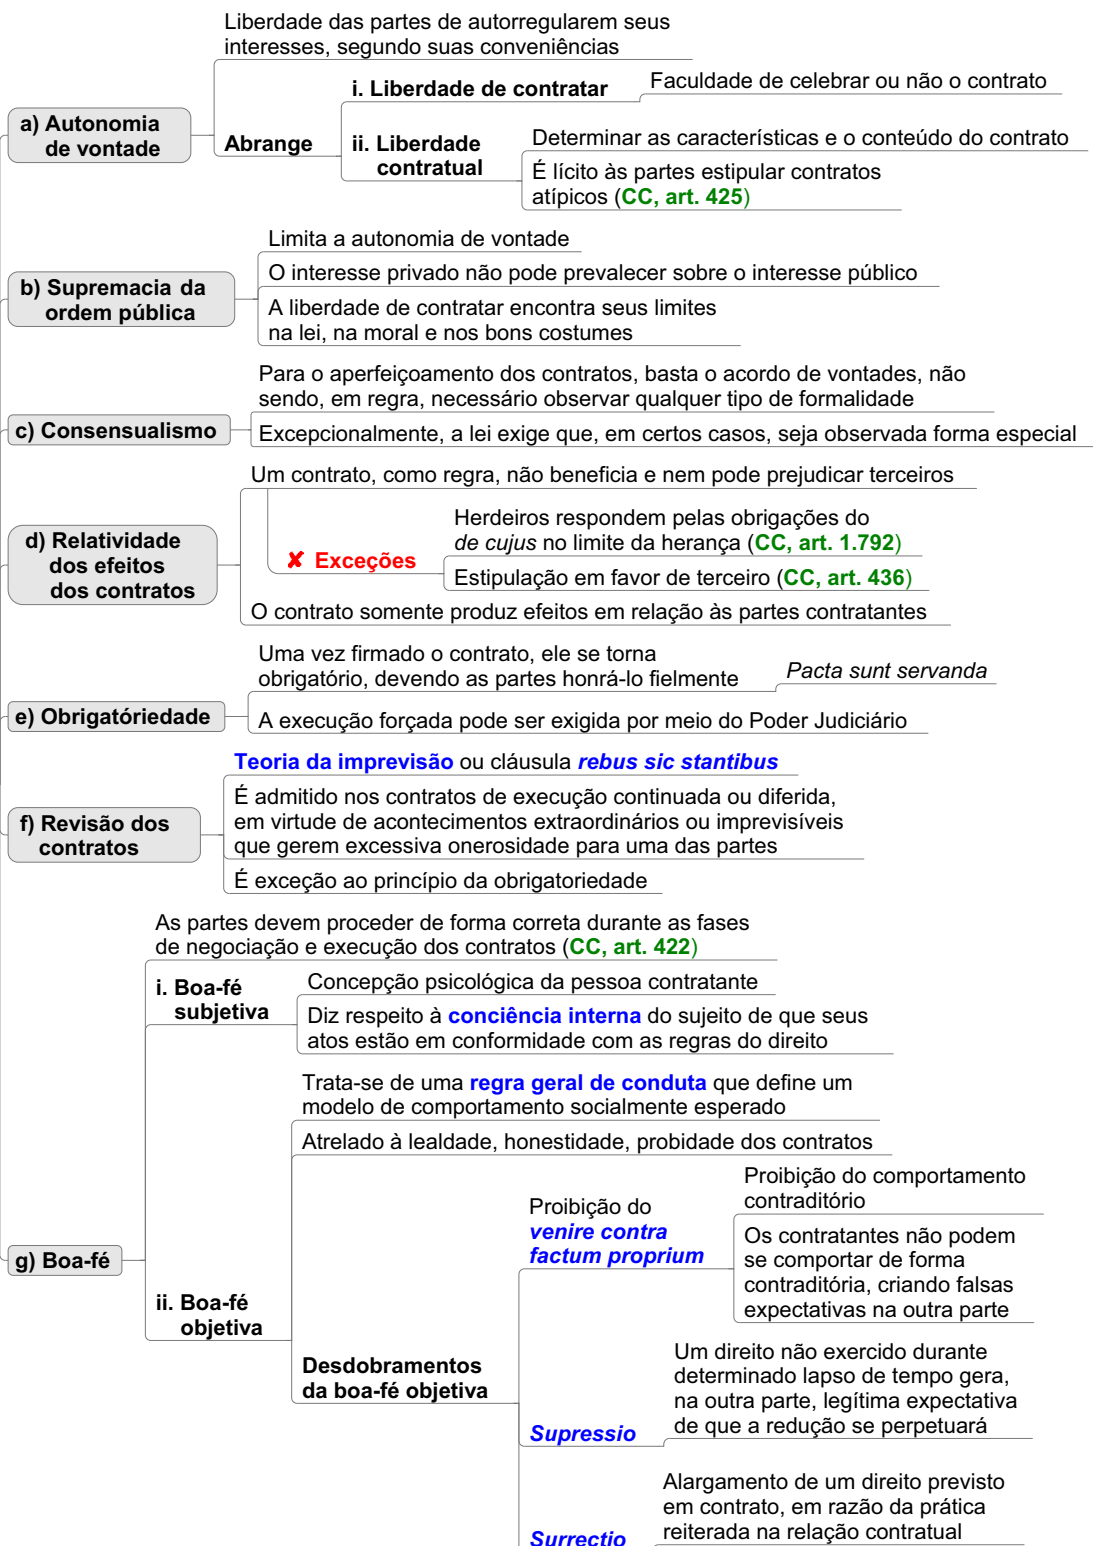 Liberdade das partes de autorregularem seus
interesses, segundo suas conveniências
a) Autonomia
de vontade
Abrange
i. Liberdade de contratar
Faculdade de celebrar ou não o contrato
ii. Liberdade
contratual
Determinar as características e o conteúdo do contrato
É lícito às partes estipular contratos
atípicos (CC, art. 425)
b) Supremacia da
ordem pública
Limita a autonomia de vontade
O interesse privado não pode prevalecer sobre o interesse público
A liberdade de contratar encontra seus limites
na lei, na moral e nos bons costumes
c) Consensualismo
Para o aperfeiçoamento dos contratos, basta o acordo de vontades, não
sendo, em regra, necessário observar qualquer tipo de formalidade
Excepcionalmente, a lei exige que, em certos casos, seja observada forma especial
d) Relatividade
dos efeitos
dos contratos
Um contrato, como regra, não beneficia e nem pode prejudicar terceiros
✘ Exceções
Herdeiros respondem pelas obrigações do
de cujus no limite da herança (CC, art. 1.792)
Estipulação em favor de terceiro (CC, art. 436)
O contrato somente produz efeitos em relação às partes contratantes
e) Obrigatóriedade
Uma vez firmado o contrato, ele se torna
obrigatório, devendo as partes honrá-lo fielmente
Pacta sunt servanda
A execução forçada pode ser exigida por meio do Poder Judiciário
f) Revisão dos
contratos
Teoria da imprevisão ou cláusula rebus sic stantibus
É admitido nos contratos de execução continuada ou diferida,
em virtude de acontecimentos extraordinários ou imprevisíveis
que gerem excessiva onerosidade para uma das partes
É exceção ao princípio da obrigatoriedade
g) Boa-fé
As partes devem proceder de forma correta durante as fases
de negociação e execução dos contratos (CC, art. 422)
i. Boa-fé
subjetiva
Concepção psicológica da pessoa contratante
Diz respeito à conciência interna do sujeito de que seus
atos estão em conformidade com as regras do direito
ii. Boa-fé
objetiva
Trata-se de uma regra geral de conduta que define um
modelo de comportamento socialmente esperado
Atrelado à lealdade, honestidade, probidade dos contratos
Desdobramentos
da boa-fé objetiva
Proibição do
venire contra
factum proprium
Proibição do comportamento
contraditório
Os contratantes não podem
se comportar de forma
contraditória, criando falsas
expectativas na outra parte
Supressio
Um direito não exercido durante
determinado lapso de tempo gera,
na outra parte, legítima expectativa
de que a redução se perpetuará
Surrectio
Alargamento de um direito previsto
em contrato, em razão da prática
reiterada na relação contratual